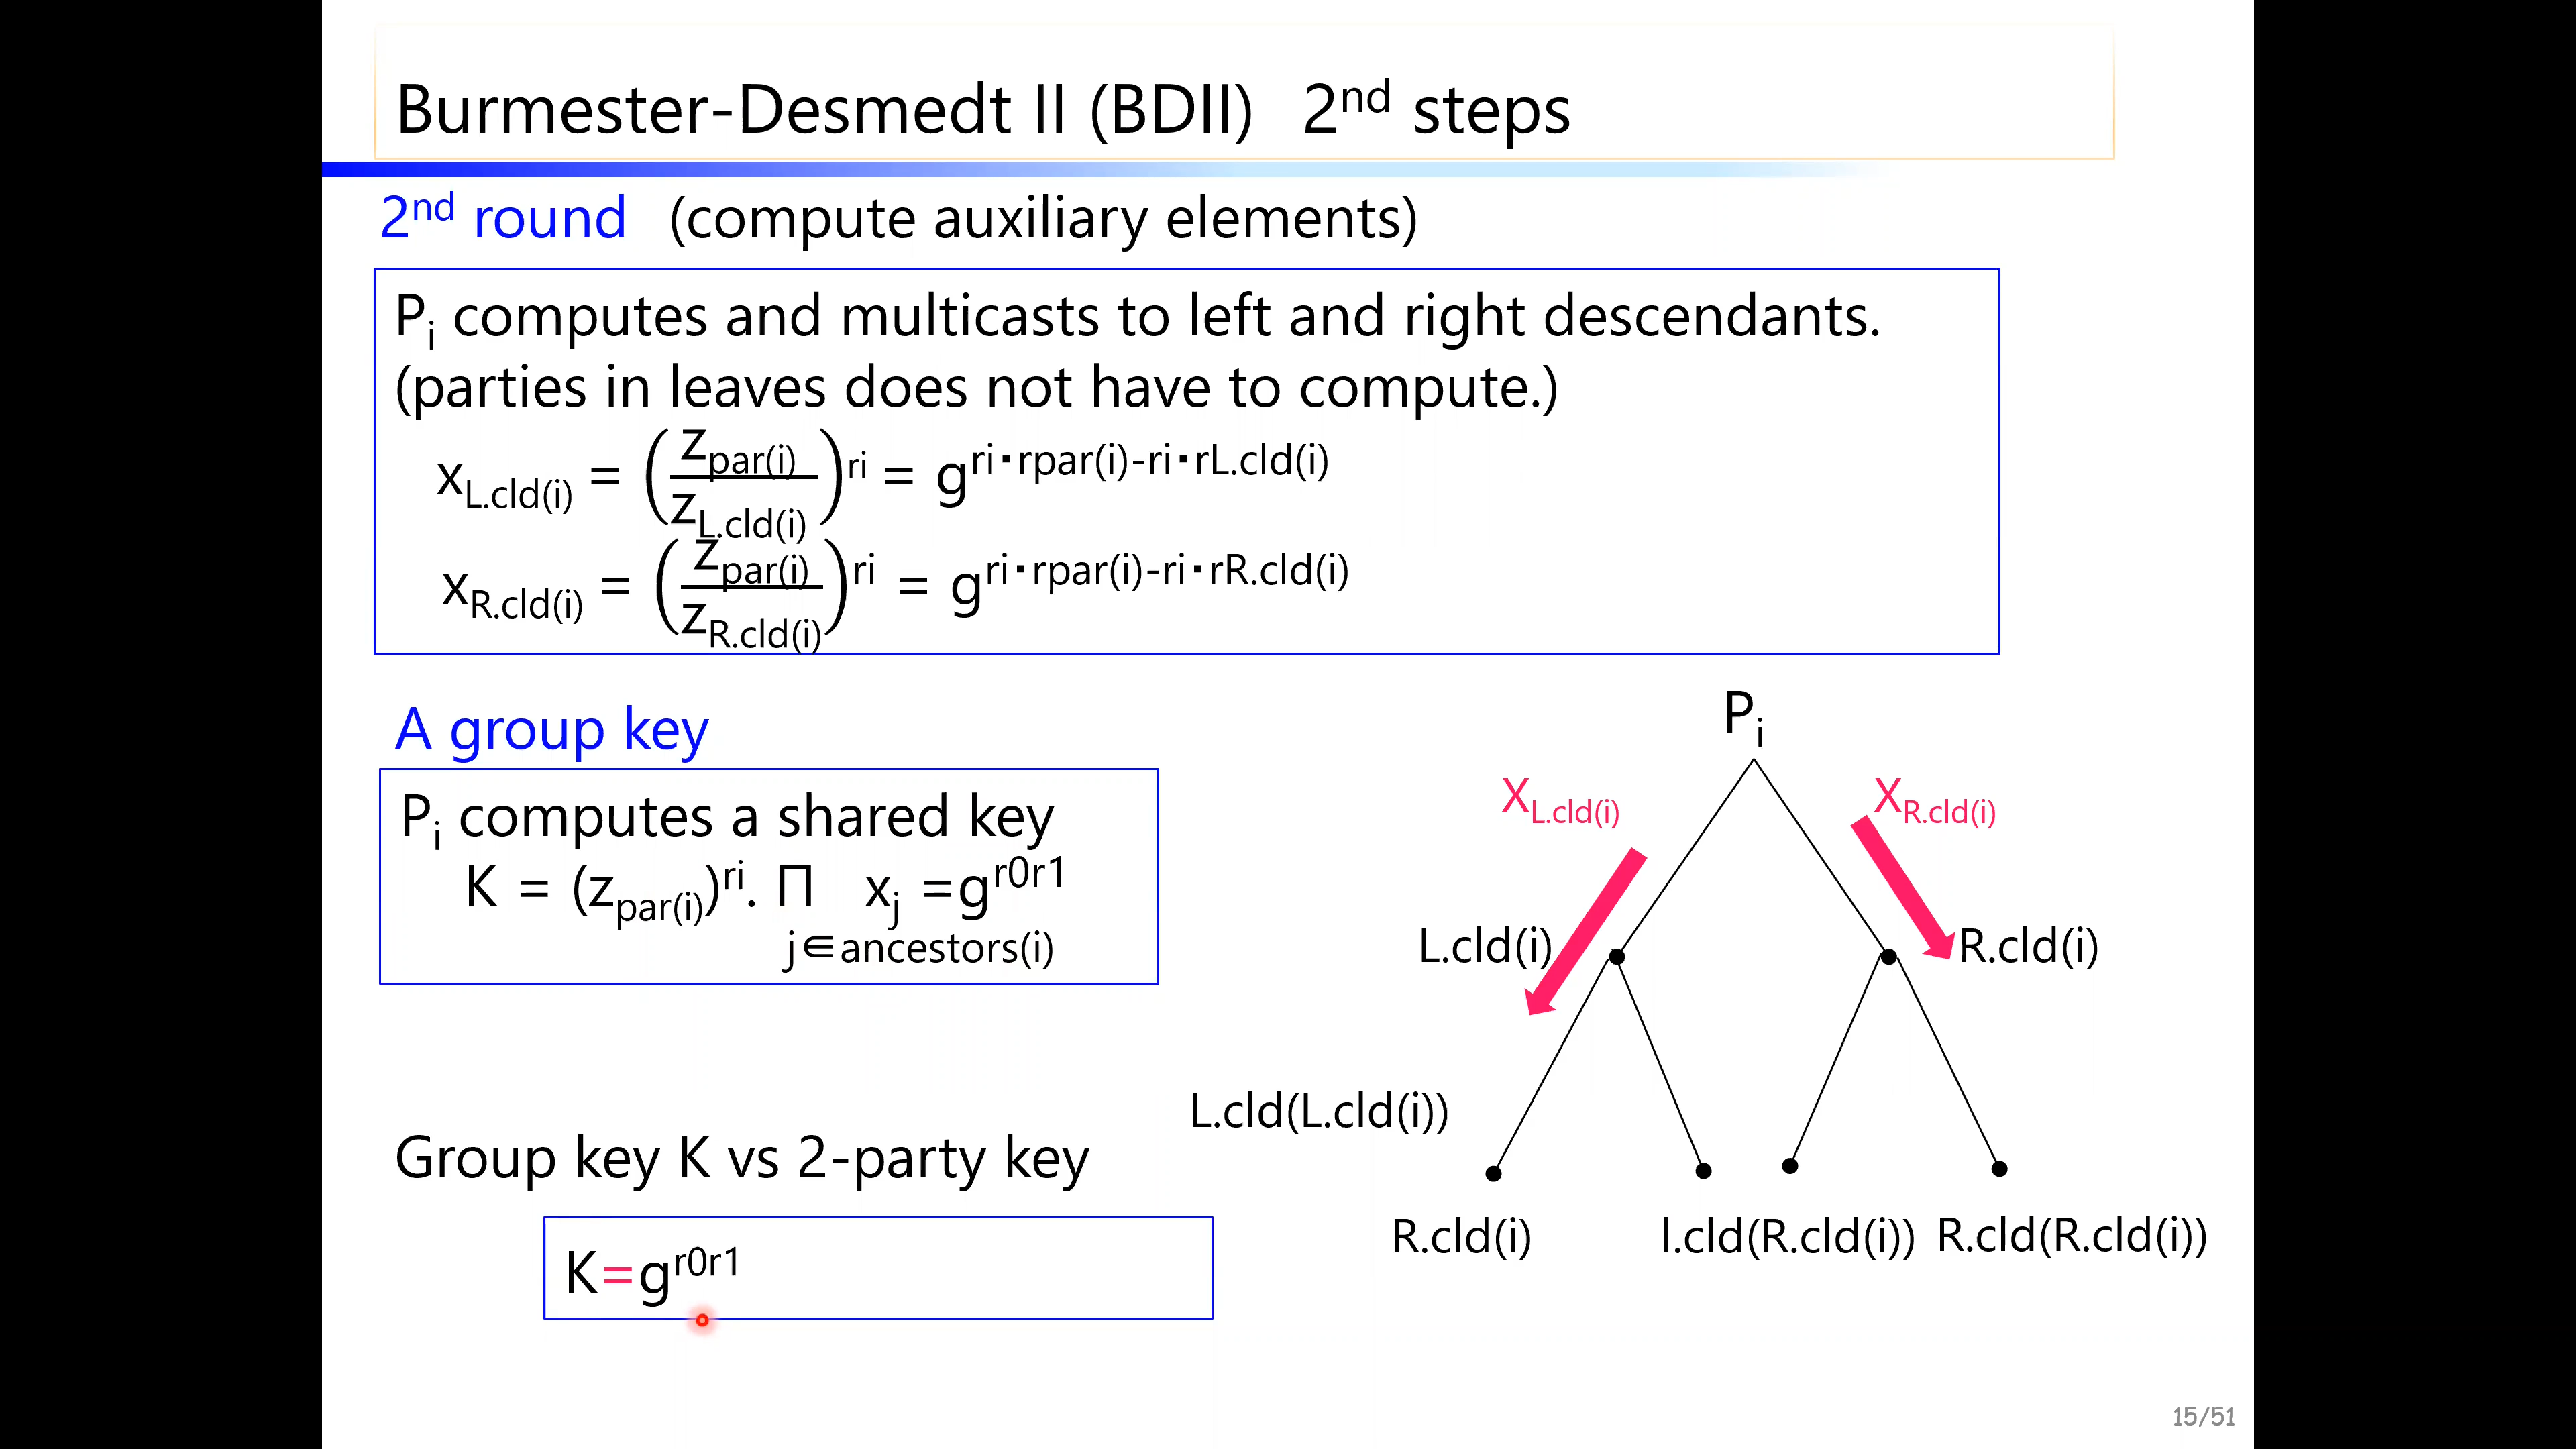 Burmester-Desmedt II (BDII) 2nd steps
2nd round (compute auxiliary elements)
Pi computes and multicasts to left and right descendants.
(parties in leaves does not have to compute.)
xL.cld(i) = (zpar(i) / zL.cld(i))ri = gri・rpar(i)-ri・rL.cld(i)
xR.cld(i) = (zpar(i) / zR.cld(i))ri = gri・rpar(i)-ri・rR.cld(i)
A group key
Pi computes a shared key
K = (zpar(i))ri. Π xj =gr0r1
j∈ancestors(i)
Group key K vs 2-party key
K=gr0r1
Pi
XL.cld(i) XR.cld(i)
L.cld(i) R.cld(i)
L.cld(L.cld(i))
R.cld(i) l.cld(R.cld(i)) R.cld(R.cld(i))
15/51